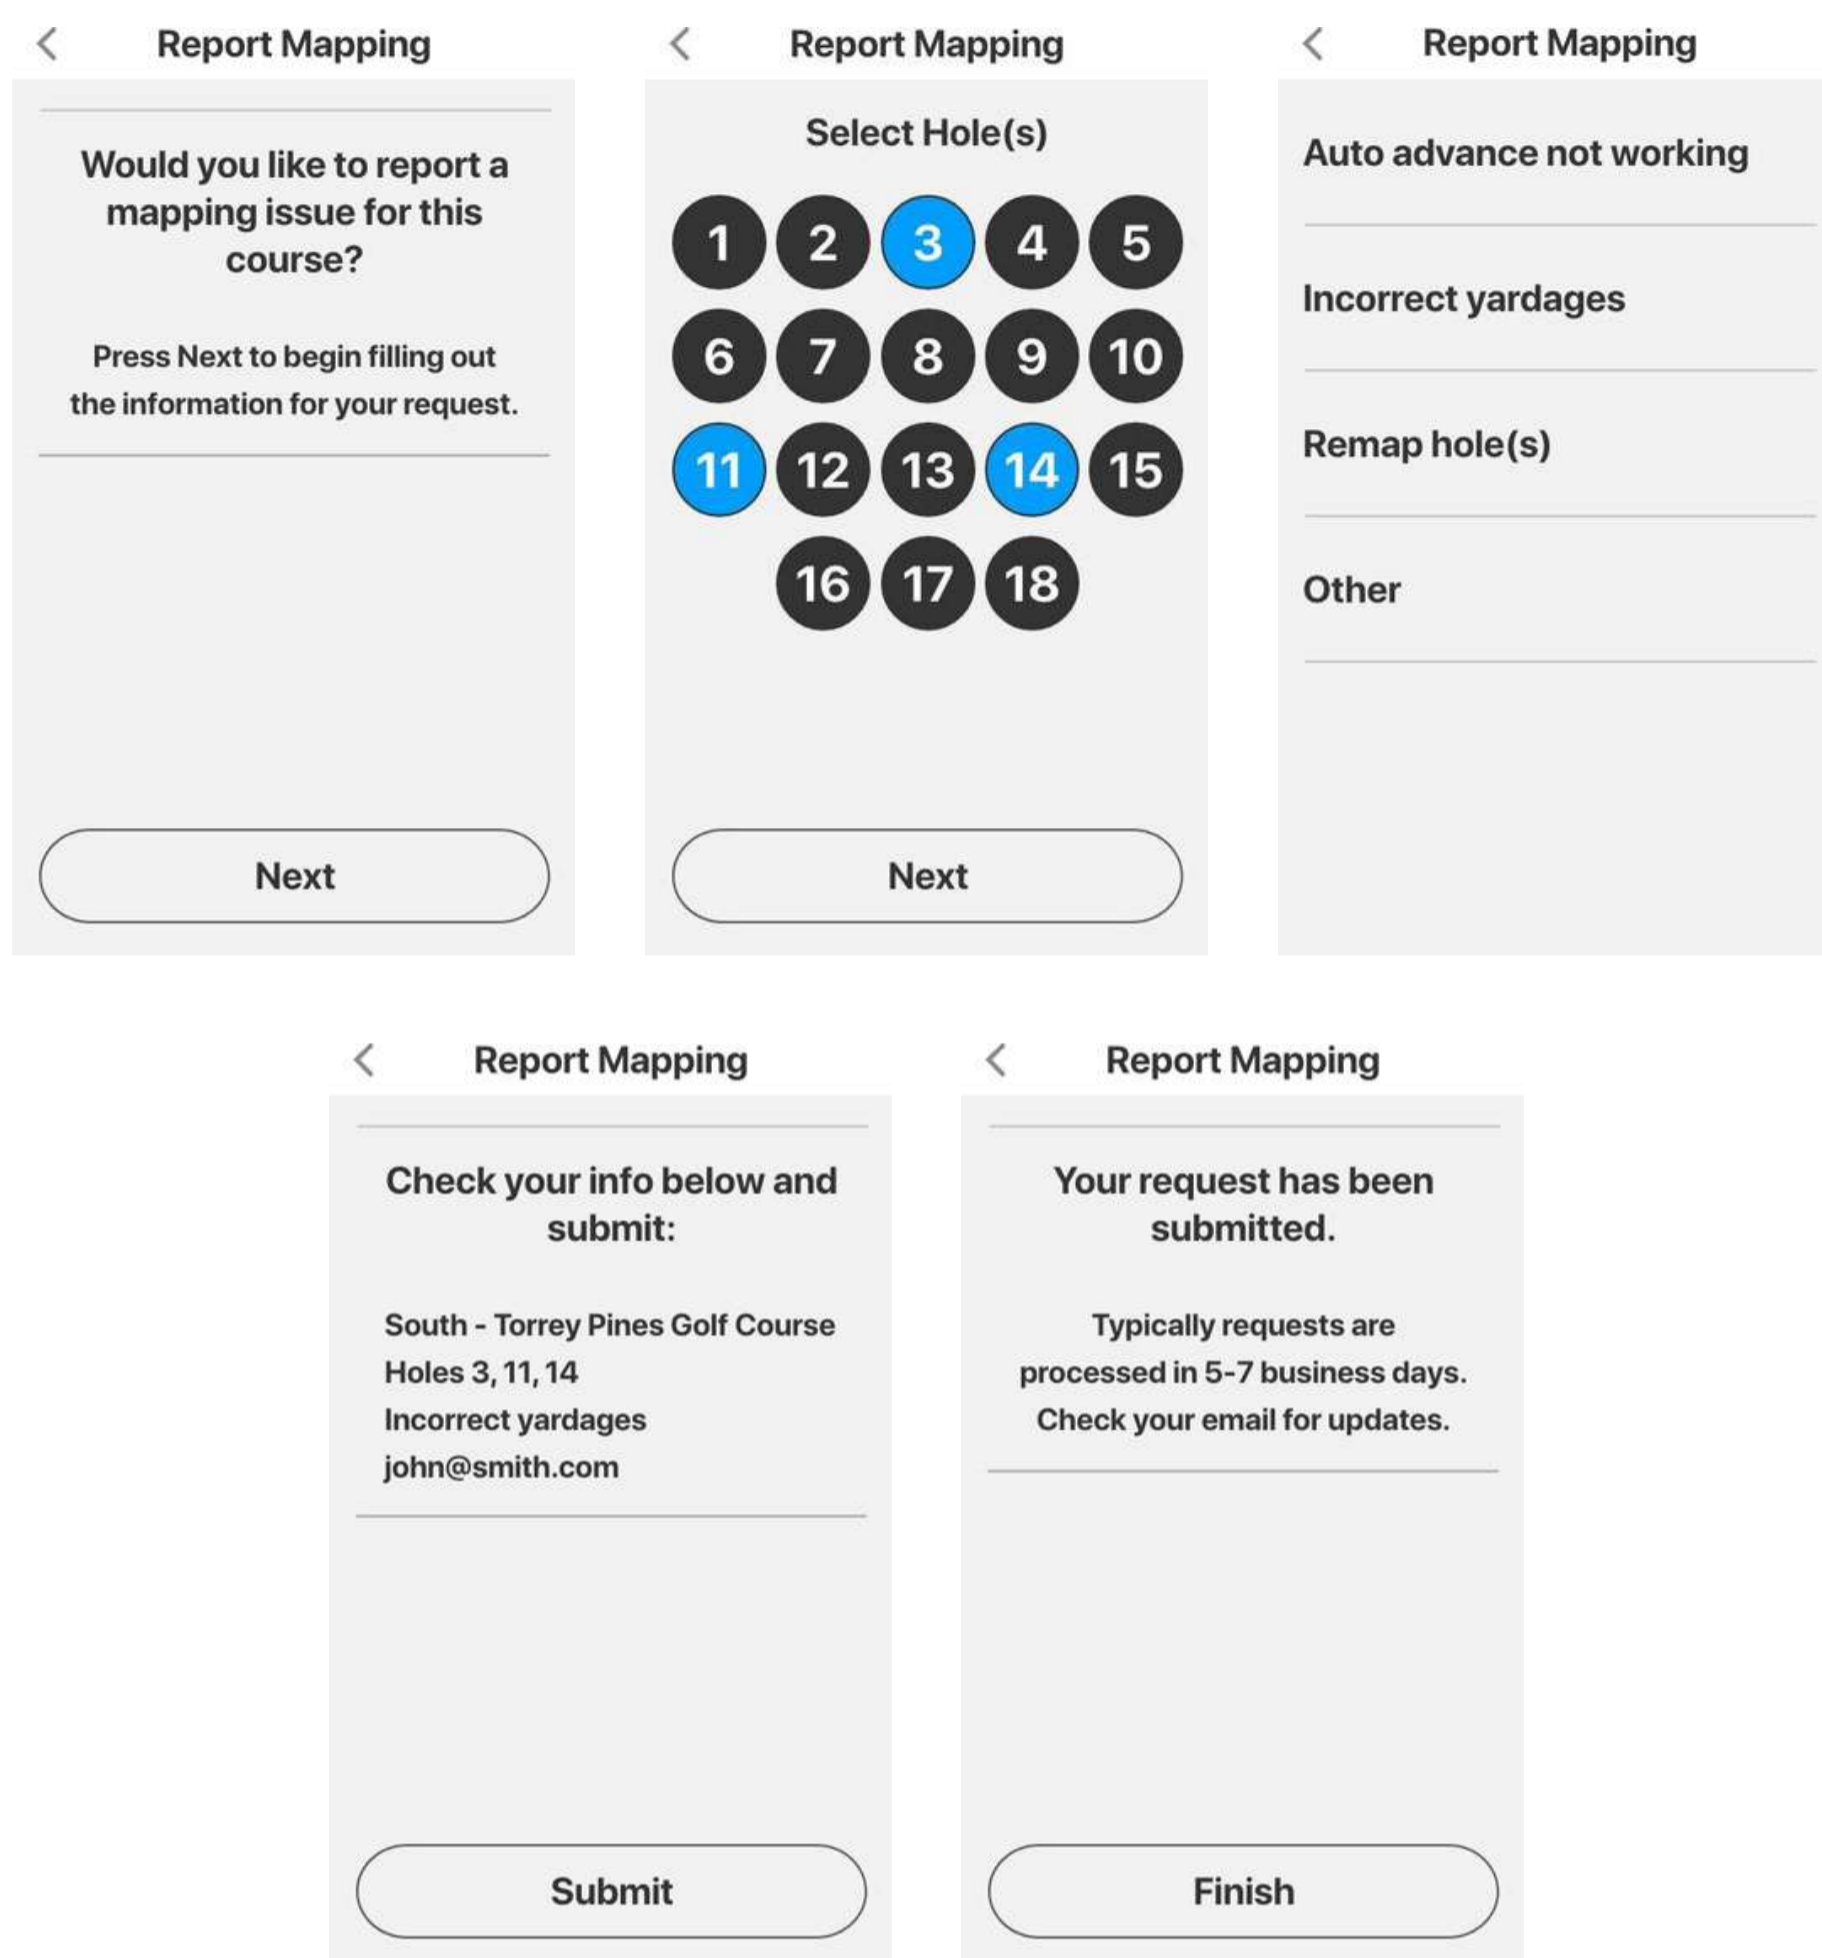 Report Mapping
Would you like to report a
mapping issue for this
course?
Press Next to begin filling out
the information for your request.
Next
Report Mapping
Select Hole(s)
1 2 3 4 5
6 7 8 9 10
11 12 13 14 15
16 17 18
Next
Report Mapping
Auto advance not working
Incorrect yardages
Remap hole(s)
Other
Report Mapping
Check your info below and
submit:
South - Torrey Pines Golf Course
Holes 3, 11, 14
Incorrect yardages
john@smith.com
Submit
Report Mapping
Your request has been
submitted.
Typically requests are
processed in 5-7 business days.
Check your email for updates.
Finish